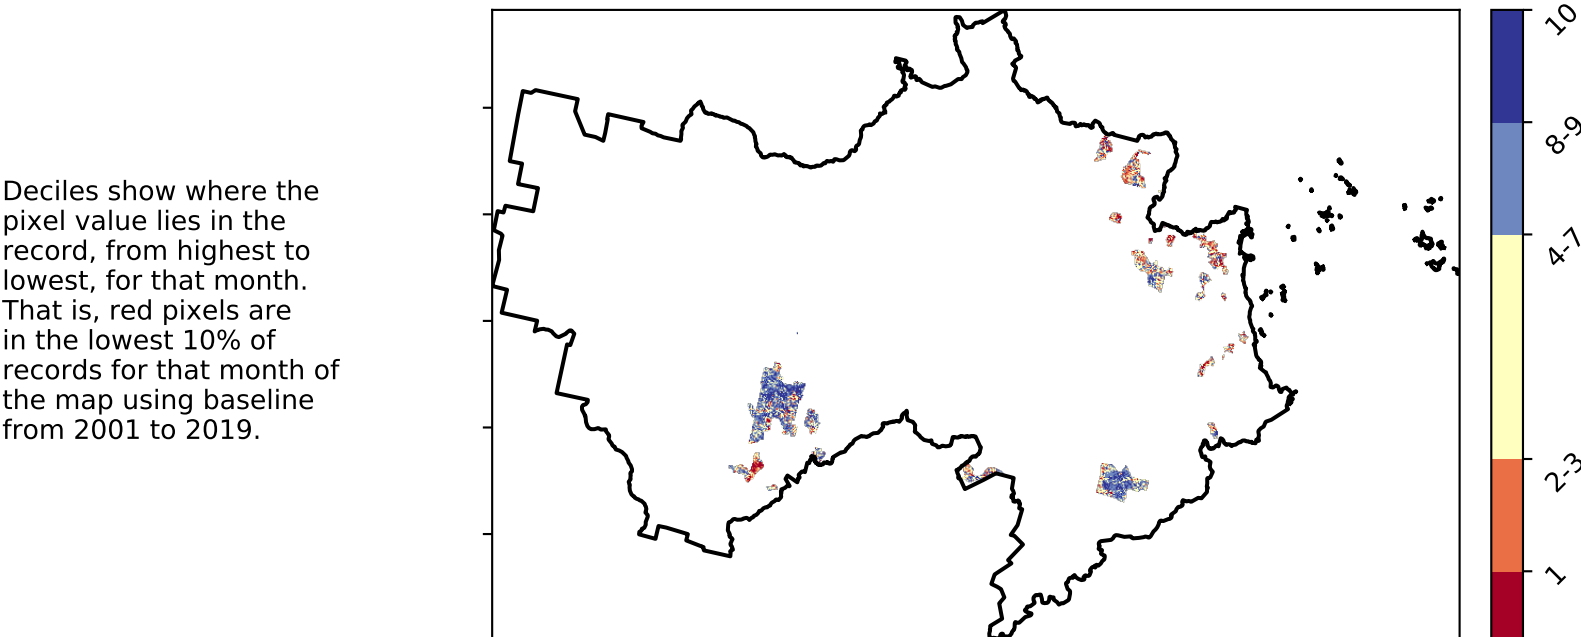 Deciles show where the
pixel value lies in the
record, from highest to
lowest, for that month.
That is, red pixels are
in the lowest 10% of
records for that month of
the map using baseline
from 2001 to 2019.
10
8-9
4-7
2-3
1